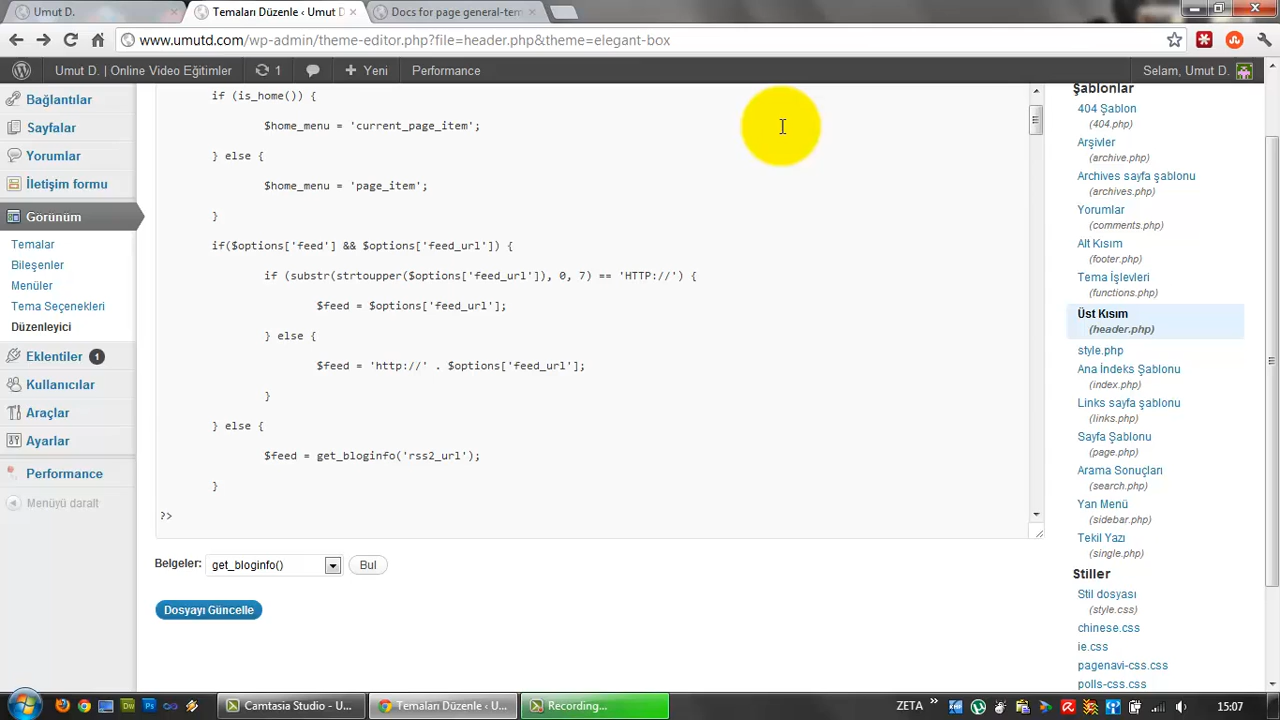 Umut D.
Temaları Düzenle ‹ Umut D
Docs for page general-tem
www.umutd.com/wp-admin/theme-editor.php?file=header.php&theme=elegant-box
Umut D. | Online Video Eğitimler
1
Yeni
Performance
Selam, Umut D.
Bağlantılar
Sayfalar
Yorumlar
İletişim formu
Görünüm
Temalar
Bileşenler
Menüler
Tema Seçenekleri
Düzenleyici
Eklentiler 1
Kullanıcılar
Araçlar
Ayarlar
Performance
Menüyü daralt
if (is_home()) {
$home_menu = 'current_page_item';
} else {
$home_menu = 'page_item';
}
if($options['feed'] && $options['feed_url']) {
if (substr(strtoupper($options['feed_url']), 0, 7) == 'HTTP://') {
$feed = $options['feed_url'];
} else {
$feed = 'http://' . $options['feed_url'];
}
} else {
$feed = get_bloginfo('rss2_url');
}
?>
Belgeler:
get_bloginfo()
Bul
Dosyayı Güncelle
Şablonlar
404 Şablon
(404.php)
Arşivler
(archive.php)
Archives sayfa şablonu
(archives.php)
Yorumlar
(comments.php)
Alt Kısım
(footer.php)
Tema İşlevleri
(functions.php)
Üst Kısım
(header.php)
style.php
Ana İndeks Şablonu
(index.php)
Links sayfa şablonu
(links.php)
Sayfa Şablonu
(page.php)
Arama Sonuçları
(search.php)
Yan Menü
(sidebar.php)
Tekil Yazı
(single.php)
Stiller
Stil dosyası
(style.css)
chinese.css
ie.css
pagenavi-css.css
polls-css.css
Camtasia Studio - U...
Temaları Düzenle ‹ U...
Recording...
ZETA
15:07